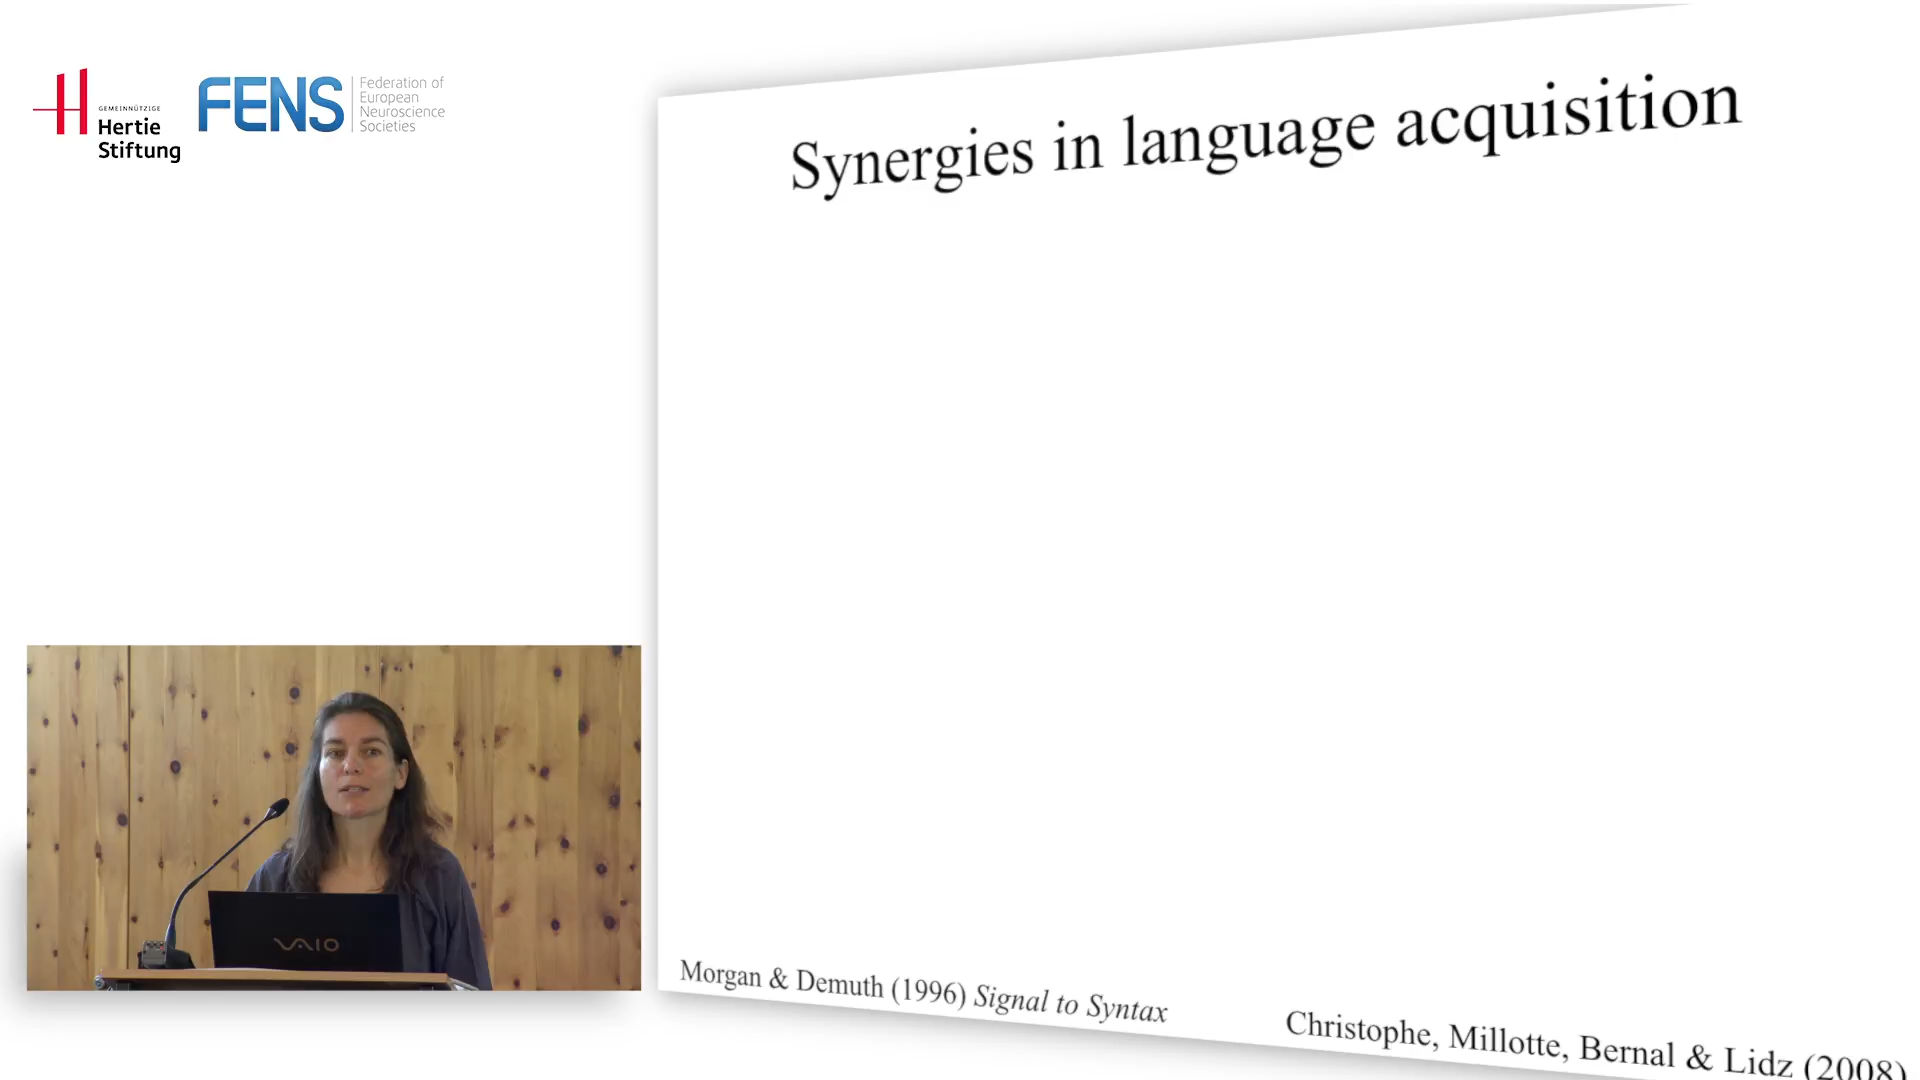 GEMEINNÜTZIGE
Hertie
Stiftung
FENS
Federation of
European
Neuroscience
Societies
Synergies in language acquisition
VAIO
Morgan & Demuth (1996) Signal to Syntax
Christophe, Millotte, Bernal & Lidz (2008)